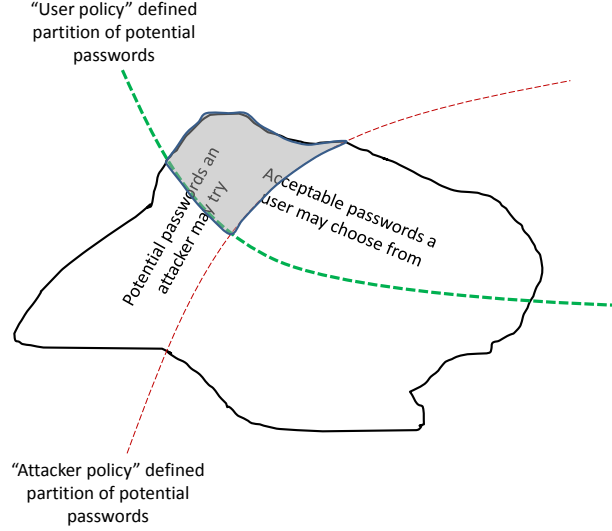 “User policy” defined
partition of potential
passwords
Potential passwords an
attacker may try
Acceptable passwords a
user may choose from
“Attacker policy” defined
partition of potential
passwords